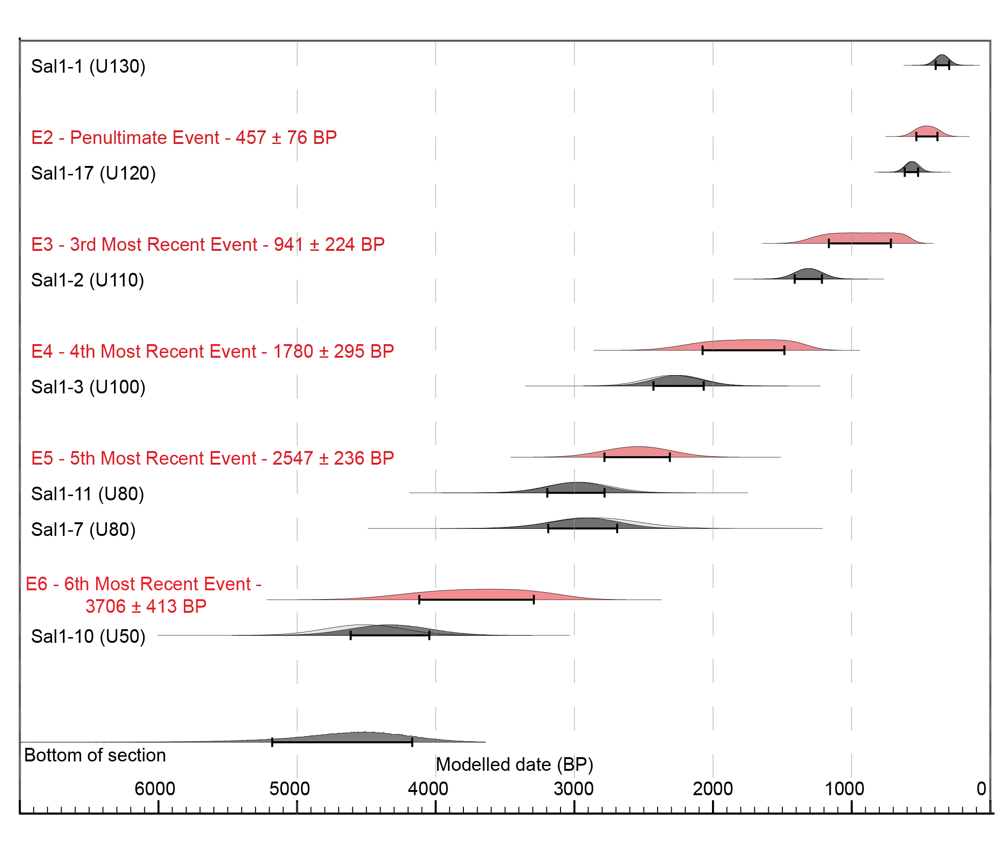 Sal1-1 (U130)
E2 - Penultimate Event - 457 ± 76 BP
Sal1-17 (U120)
E3 - 3rd Most Recent Event - 941 ± 224 BP
Sal1-2 (U110)
E4 - 4th Most Recent Event - 1780 ± 295 BP
Sal1-3 (U100)
E5 - 5th Most Recent Event - 2547 ± 236 BP
Sal1-11 (U80)
Sal1-7 (U80)
E6 - 6th Most Recent Event -
3706 ± 413 BP
Sal1-10 (U50)
Bottom of section
Modelled date (BP)
6000 5000 4000 3000 2000 1000 0